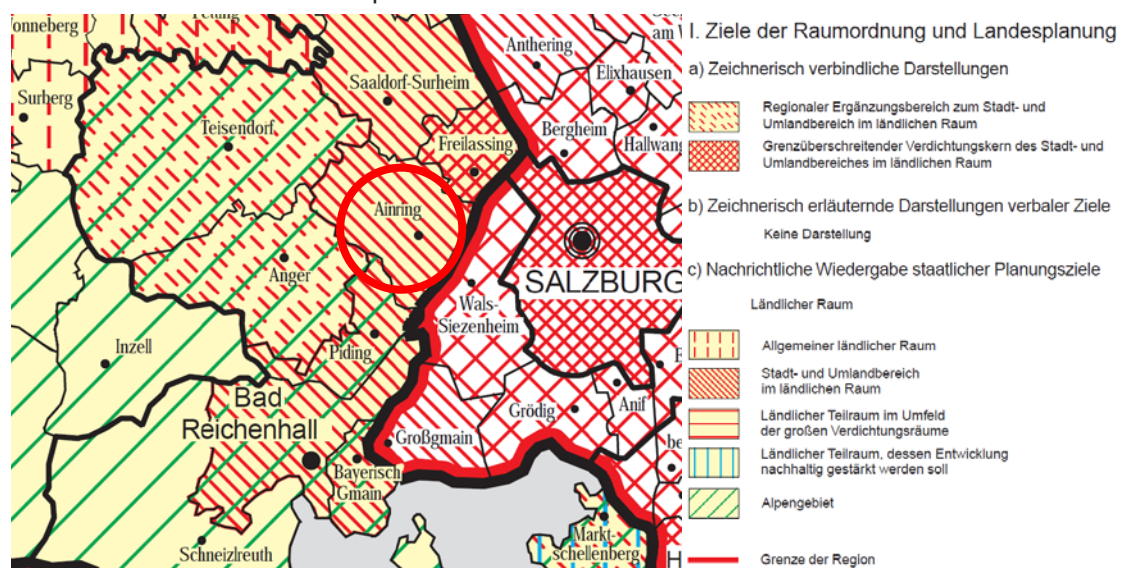 onneberg
Petting
Surberg
Saaldorf-Surheim
Teisendorf
Freilassing
Ainring
Anger
Inzell
Piding
Bad
Reichenhall
Bayerisch
Gmain
Schneizlreuth
Anthering
Elixhausen
Bergheim
Hallwang
SALZBURG
Wals-
Siezenheim
Grödig
Anif
Großgmain
Markt-
schellenberg
I. Ziele der Raumordnung und Landesplanung
a) Zeichnerisch verbindliche Darstellungen
Regionaler Ergänzungsbereich zum Stadt- und
Umlandbereich im ländlichen Raum
Grenzüberschreitender Verdichtungskern des Stadt- und
Umlandbereiches im ländlichen Raum
b) Zeichnerisch erläuternde Darstellungen verbaler Ziele
Keine Darstellung
c) Nachrichtliche Wiedergabe staatlicher Planungsziele
Ländlicher Raum
Allgemeiner ländlicher Raum
Stadt- und Umlandbereich
im ländlichen Raum
Ländlicher Teilraum im Umfeld
der großen Verdichtungsräume
Ländlicher Teilraum, dessen Entwicklung
nachhaltig gestärkt werden soll
Alpengebiet
Grenze der Region